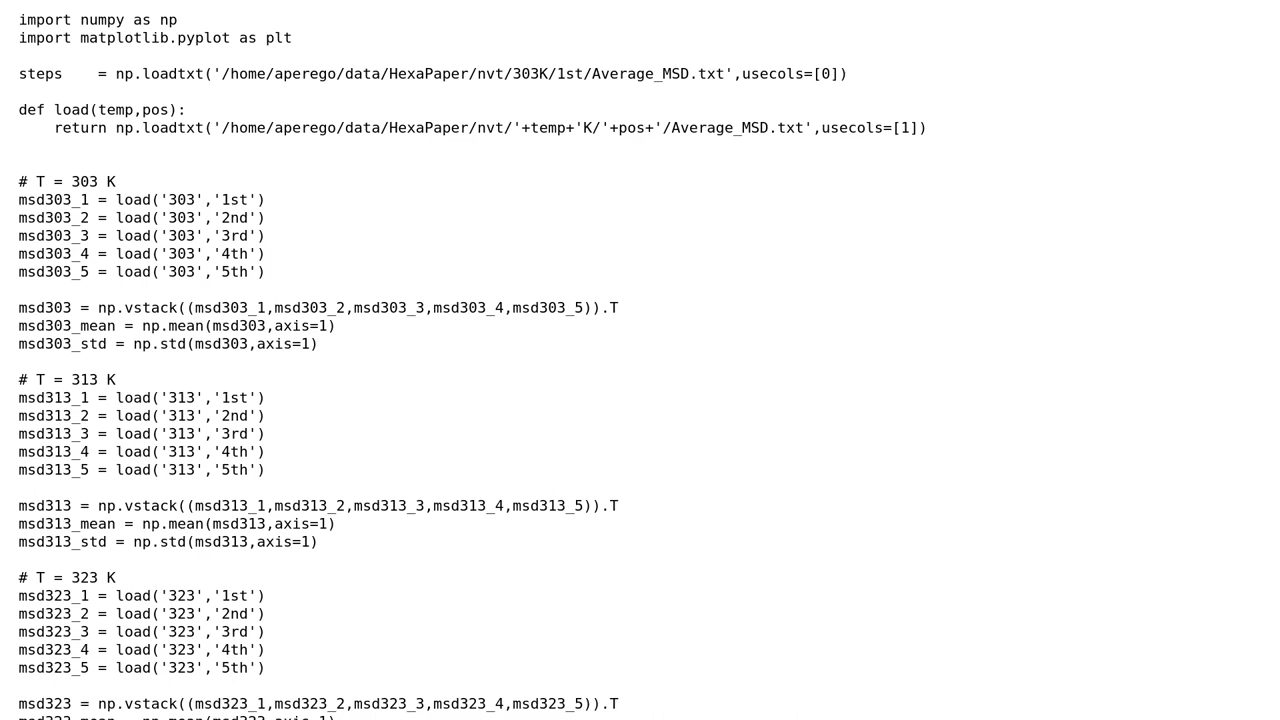 import numpy as np
import matplotlib.pyplot as plt
steps    = np.loadtxt('/home/aperego/data/HexaPaper/nvt/303K/1st/Average_MSD.txt',usecols=[0])
def load(temp,pos):
    return np.loadtxt('/home/aperego/data/HexaPaper/nvt/'+temp+'K/'+pos+'/Average_MSD.txt',usecols=[1])
# T = 303 K
msd303_1 = load('303','1st')
msd303_2 = load('303','2nd')
msd303_3 = load('303','3rd')
msd303_4 = load('303','4th')
msd303_5 = load('303','5th')
msd303 = np.vstack((msd303_1,msd303_2,msd303_3,msd303_4,msd303_5)).T
msd303_mean = np.mean(msd303,axis=1)
msd303_std = np.std(msd303,axis=1)
# T = 313 K
msd313_1 = load('313','1st')
msd313_2 = load('313','2nd')
msd313_3 = load('313','3rd')
msd313_4 = load('313','4th')
msd313_5 = load('313','5th')
msd313 = np.vstack((msd313_1,msd313_2,msd313_3,msd313_4,msd313_5)).T
msd313_mean = np.mean(msd313,axis=1)
msd313_std = np.std(msd313,axis=1)
# T = 323 K
msd323_1 = load('323','1st')
msd323_2 = load('323','2nd')
msd323_3 = load('323','3rd')
msd323_4 = load('323','4th')
msd323_5 = load('323','5th')
msd323 = np.vstack((msd323_1,msd323_2,msd323_3,msd323_4,msd323_5)).T